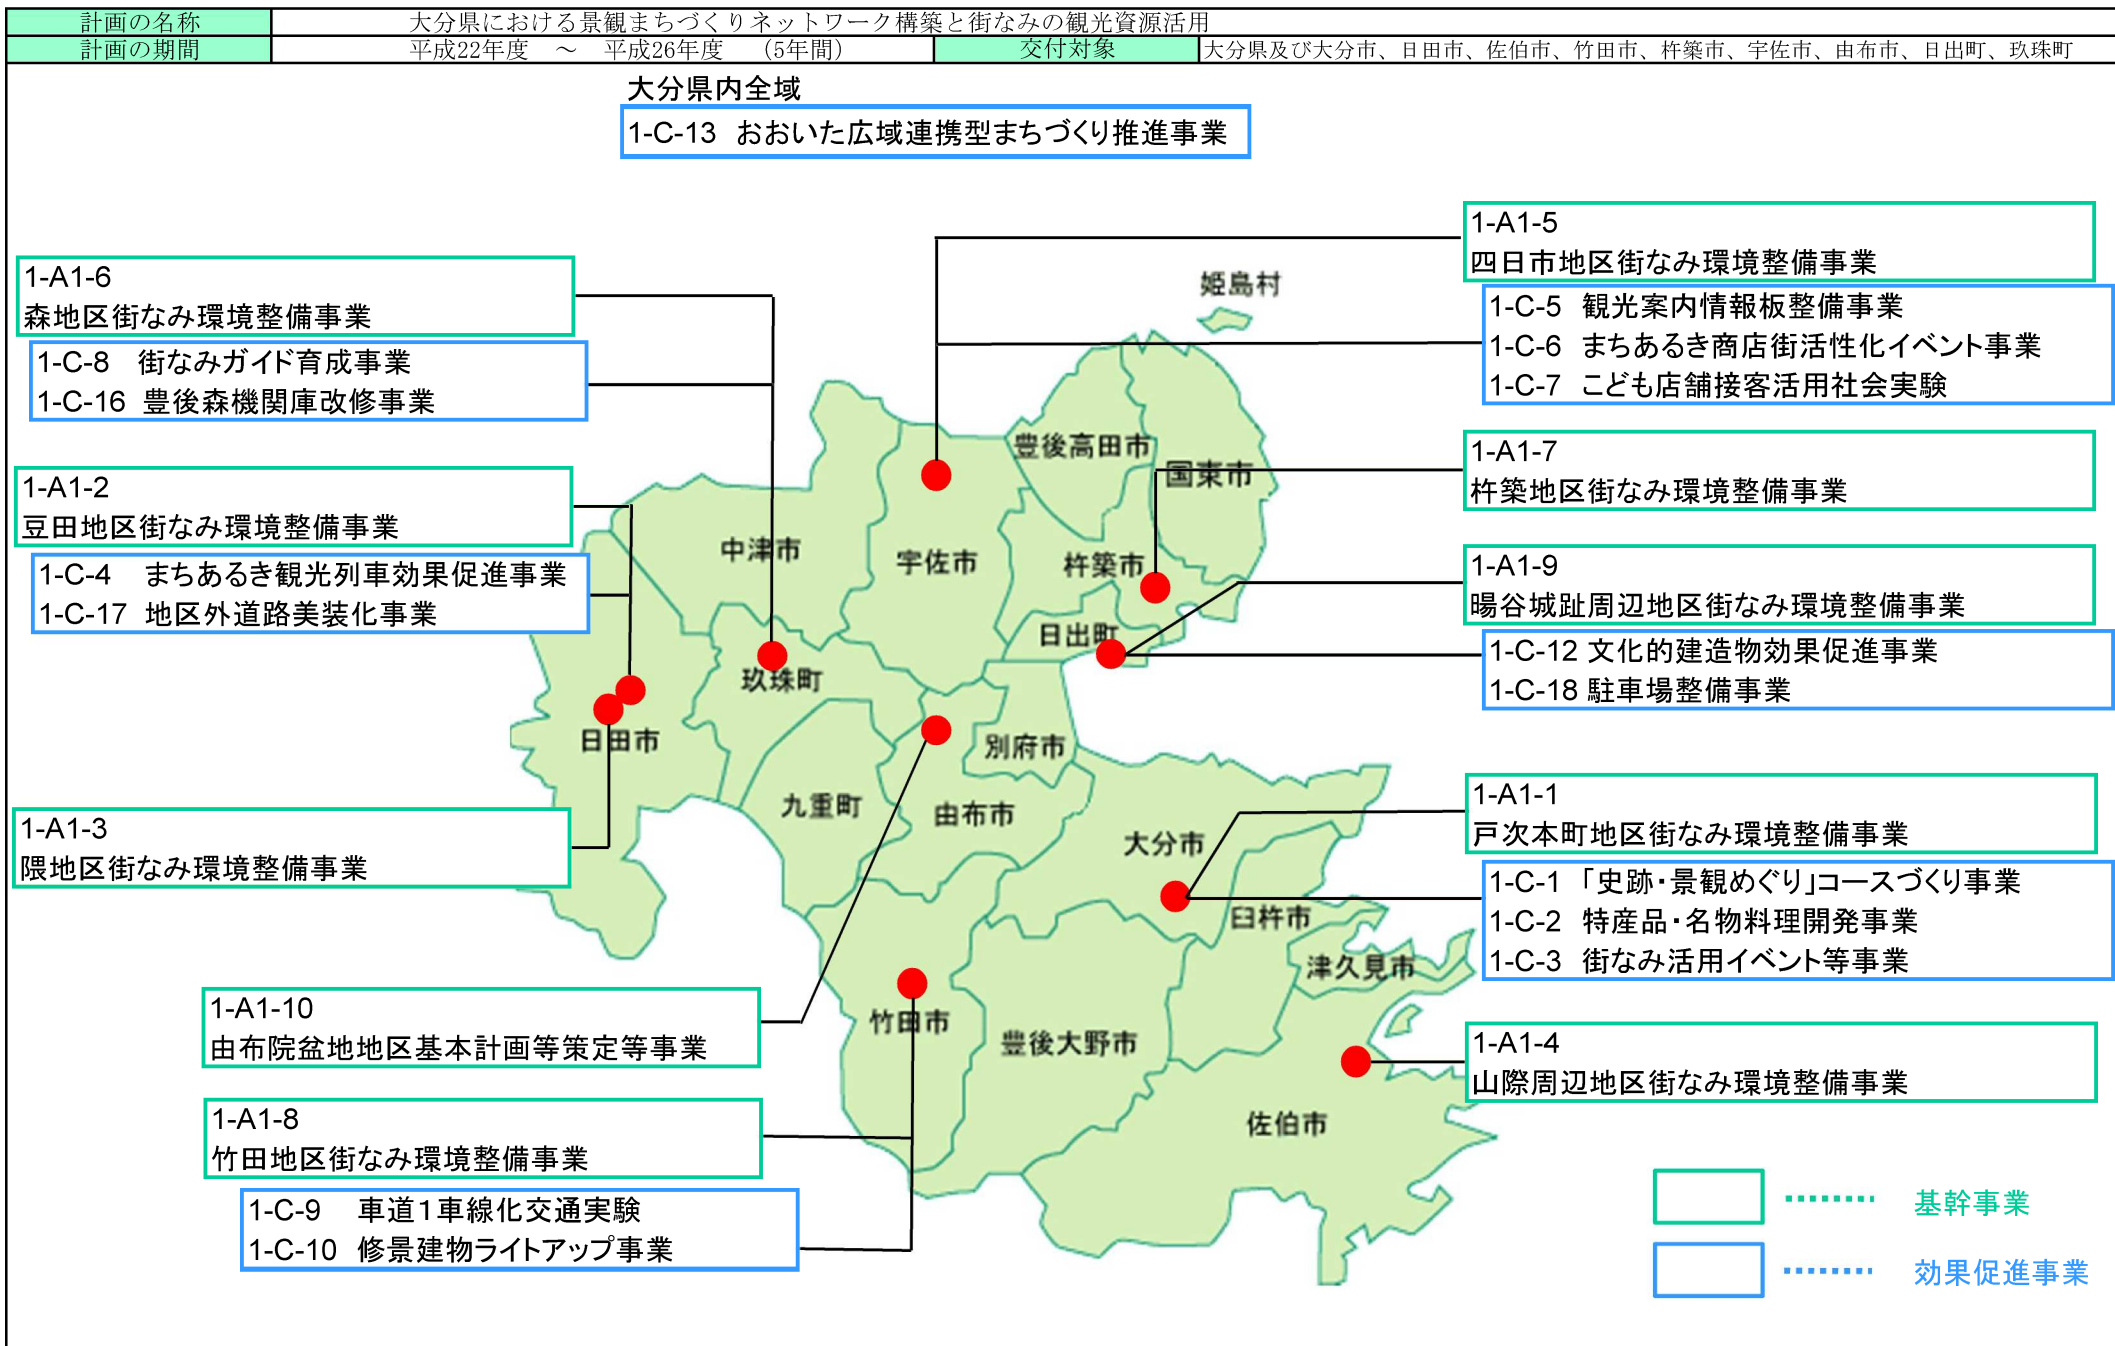 計画の名称 大分県における景観まちづくりネットワーク構築と街なみの観光資源活用
計画の期間 平成22年度 ～ 平成26年度 （5年間） 交付対象 大分県及び大分市、日田市、佐伯市、竹田市、杵築市、宇佐市、由布市、日出町、玖珠町
大分県内全域
1-C-13 おおいた広域連携型まちづくり推進事業
1-A1-6
森地区街なみ環境整備事業
1-C-8 街なみガイド育成事業
1-C-16 豊後森機関庫改修事業
1-A1-2
豆田地区街なみ環境整備事業
1-C-4 まちあるき観光列車効果促進事業
1-C-17 地区外道路美装化事業
1-A1-3
隈地区街なみ環境整備事業
1-A1-10
由布院盆地地区基本計画等策定等事業
1-A1-8
竹田地区街なみ環境整備事業
1-C-9 車道1車線化交通実験
1-C-10 修景建物ライトアップ事業
姫島村
豊後高田市
国東市
中津市
宇佐市
杵築市
日出町
玖珠町
日田市
別府市
九重町
由布市
大分市
臼杵市
津久見市
竹田市
豊後大野市
佐伯市
1-A1-5
四日市地区街なみ環境整備事業
1-C-5 観光案内情報板整備事業
1-C-6 まちあるき商店街活性化イベント事業
1-C-7 こども店舗接客活用社会実験
1-A1-7
杵築地区街なみ環境整備事業
1-A1-9
暘谷城趾周辺地区街なみ環境整備事業
1-C-12 文化的建造物効果促進事業
1-C-18 駐車場整備事業
1-A1-1
戸次本町地区街なみ環境整備事業
1-C-1 「史跡・景観めぐり」コースづくり事業
1-C-2 特産品・名物料理開発事業
1-C-3 街なみ活用イベント等事業
1-A1-4
山際周辺地区街なみ環境整備事業
基幹事業
効果促進事業